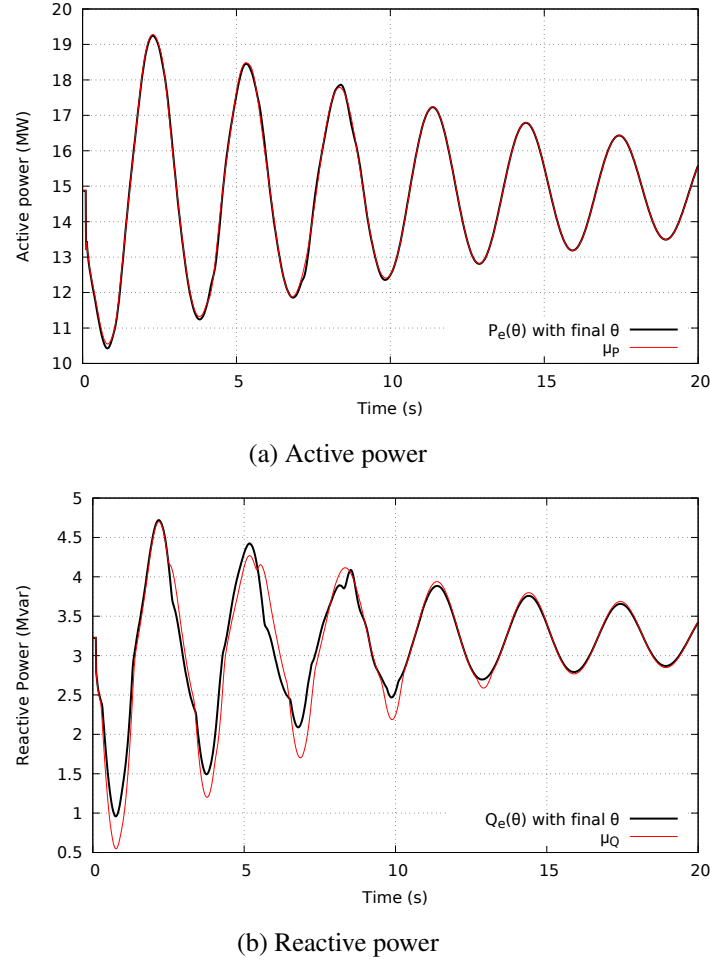 20
19
18
17
16
15
14
13
12
11
10
Active power (MW)
Pₑ(θ) with final θ
μ_P
0 5 10 15 20
Time (s)
(a) Active power
5
4.5
4
3.5
3
2.5
2
1.5
1
0.5
Reactive Power (Mvar)
Qₑ(θ) with final θ
μ_Q
0 5 10 15 20
Time (s)
(b) Reactive power